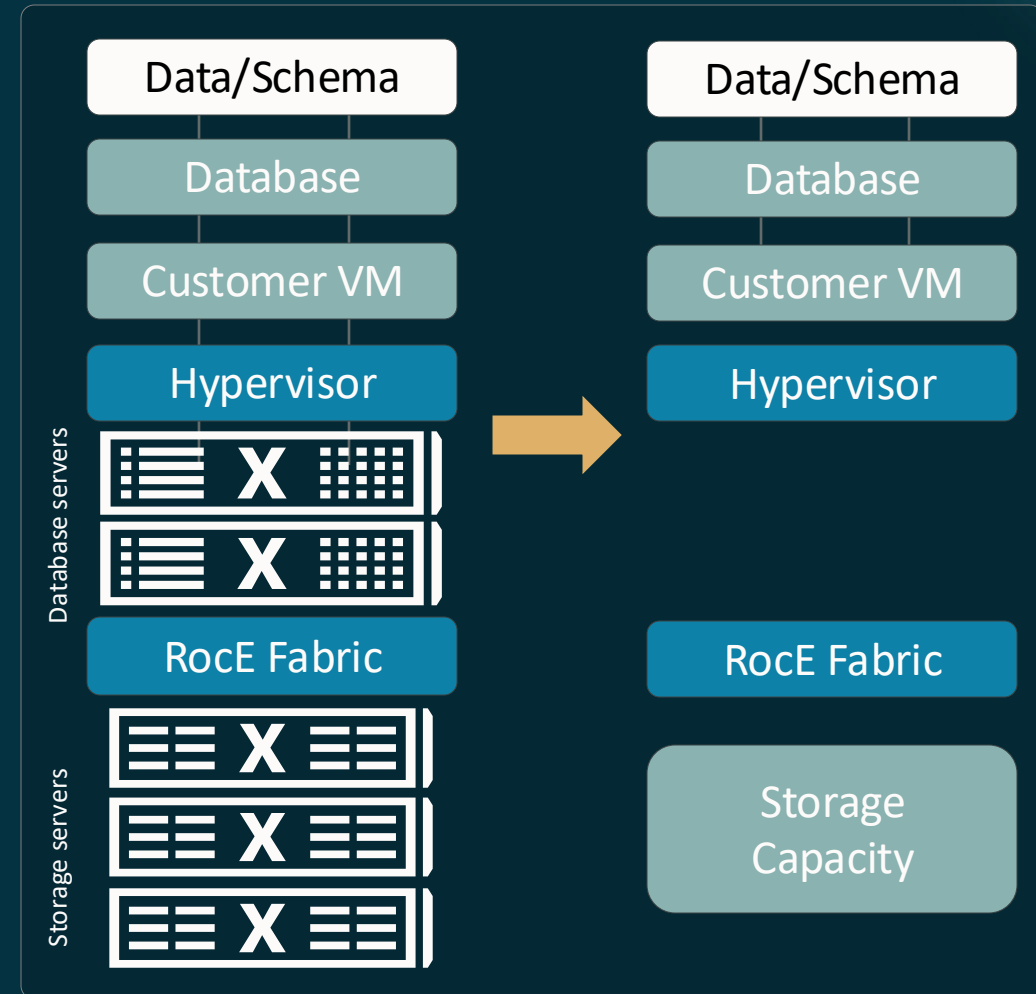 Data/Schema
Database
Customer VM
Hypervisor
Database servers
X
X
RocE Fabric
Storage servers
X
X
X
Data/Schema
Database
Customer VM
Hypervisor
RocE Fabric
Storage
Capacity